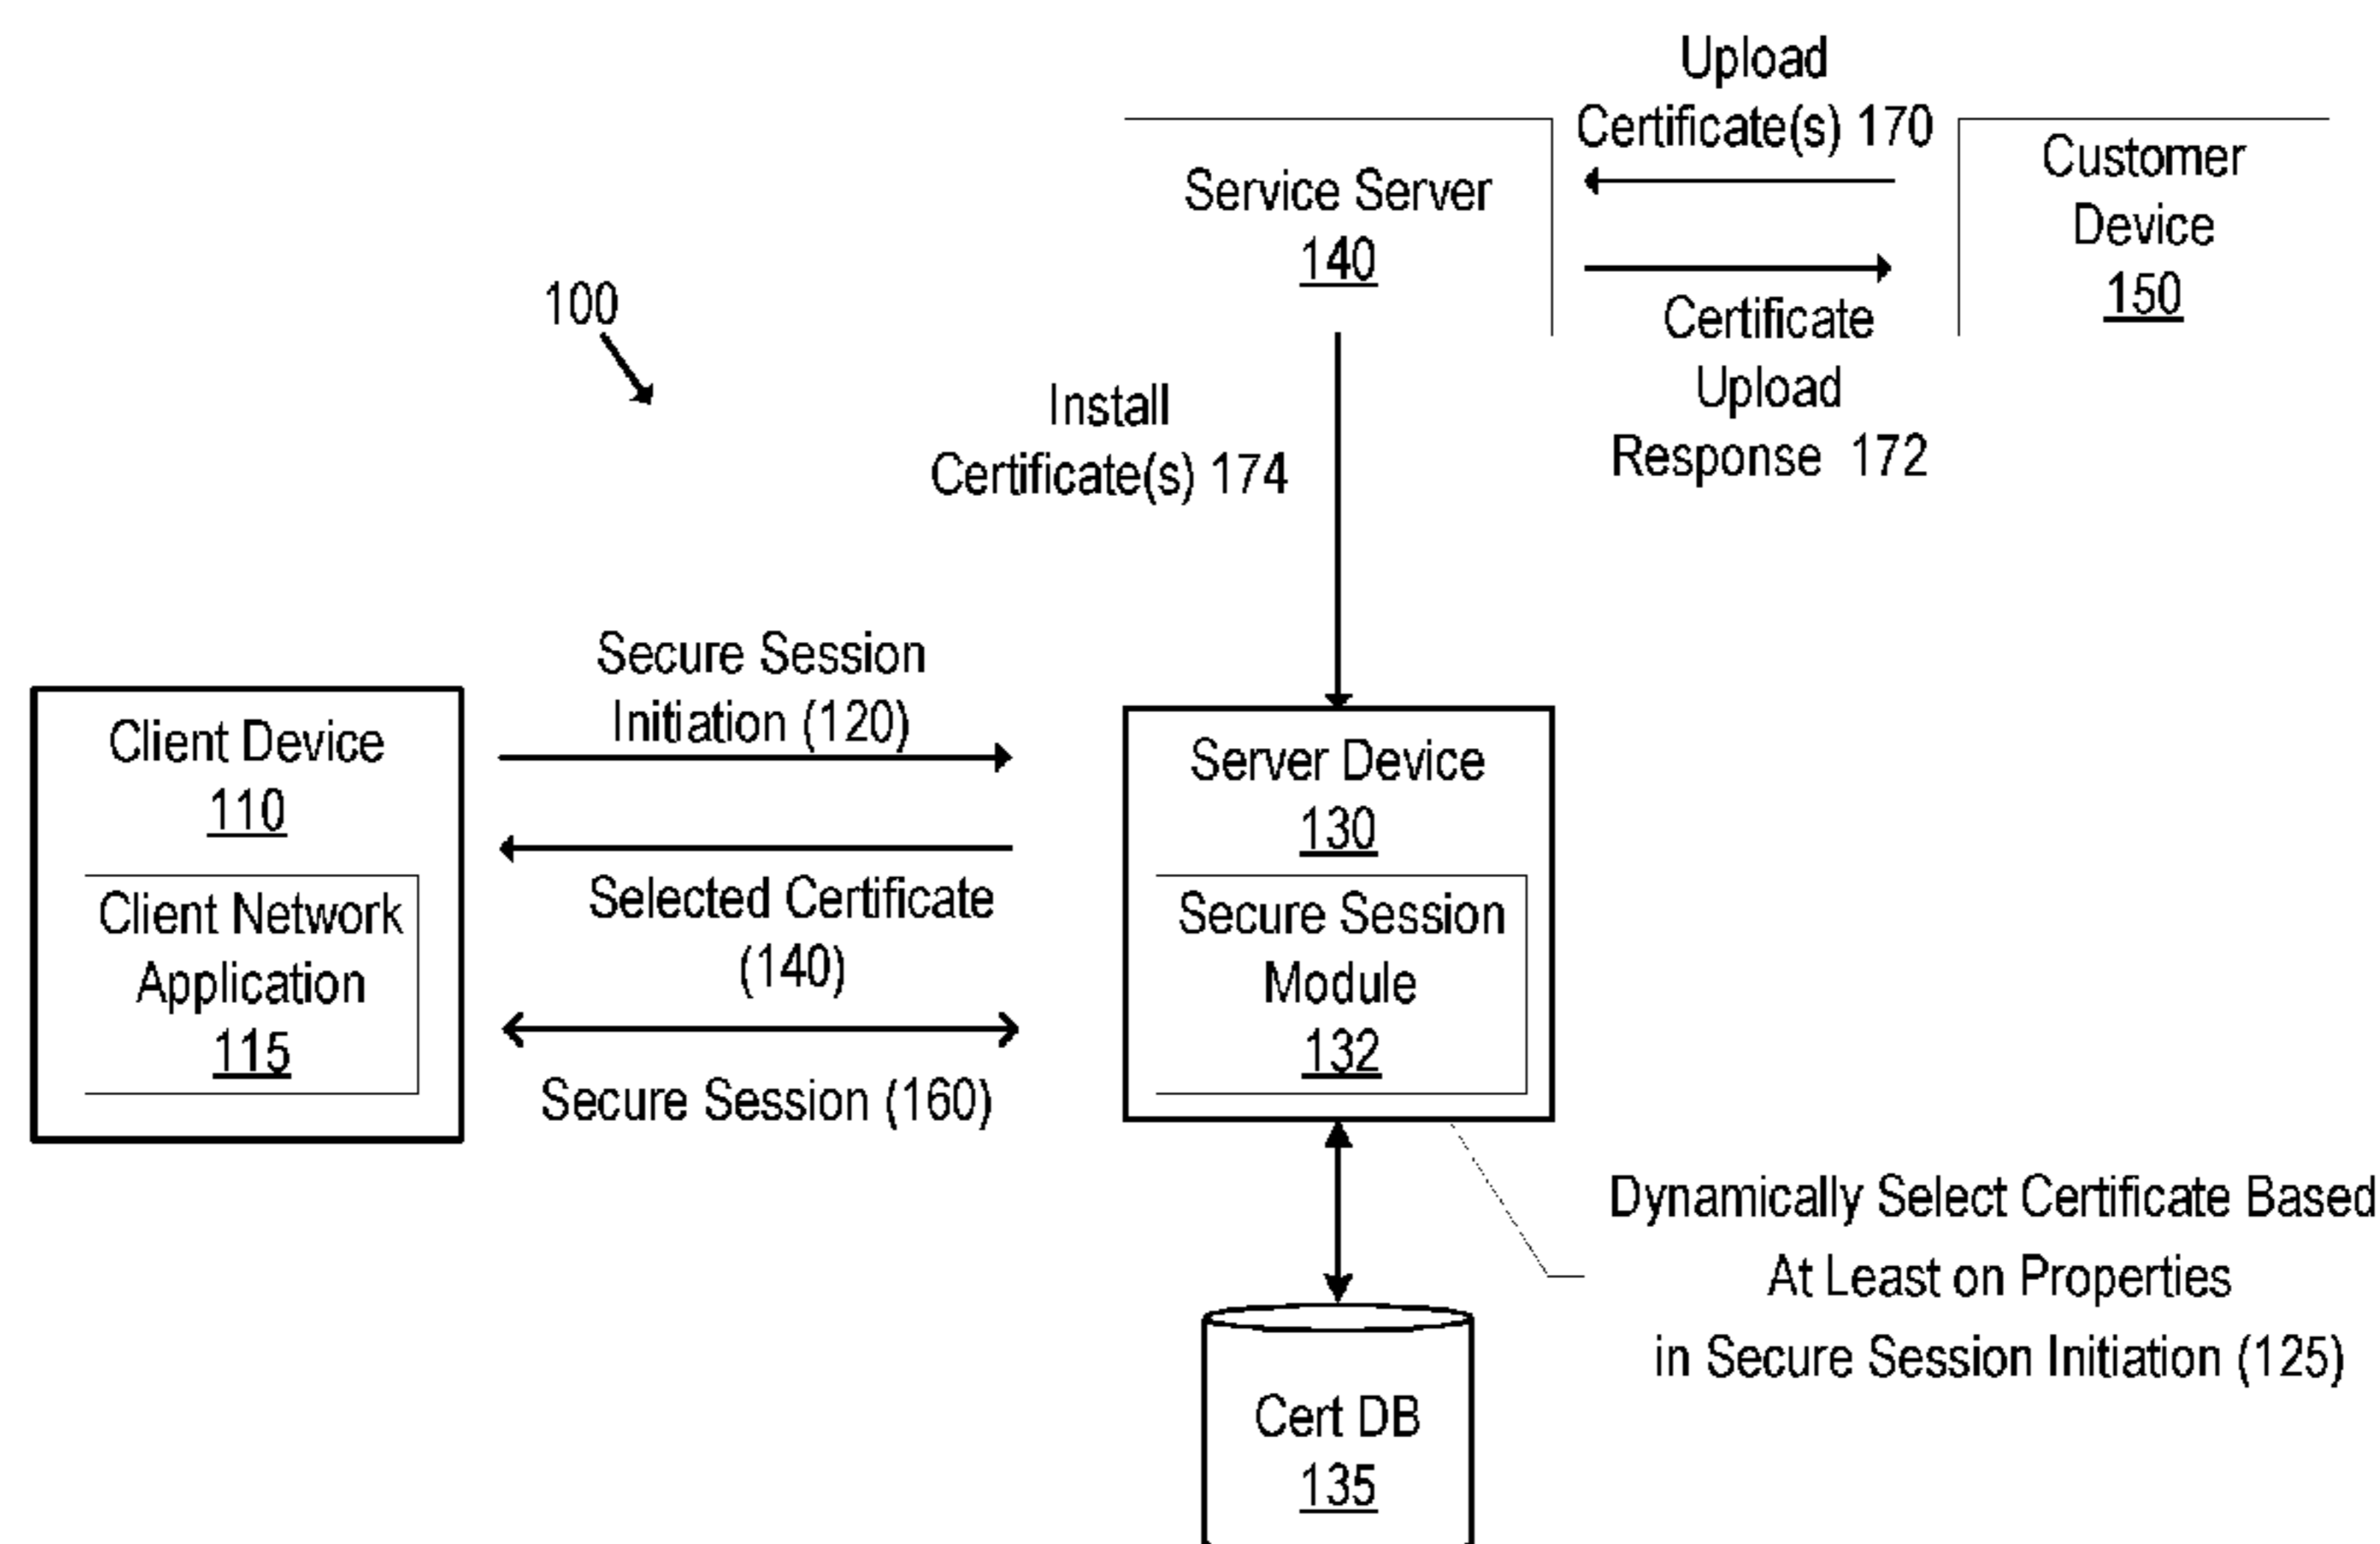 Upload
Certificate(s) 170
Service Server
140
Customer
Device
150
Certificate
Upload
Response 172
100
Install
Certificate(s) 174
Secure Session
Initiation (120)
Client Device
110
Client Network
Application
115
Selected Certificate
(140)
Secure Session (160)
Server Device
130
Secure Session
Module
132
Dynamically Select Certificate Based
At Least on Properties
in Secure Session Initiation (125)
Cert DB
135